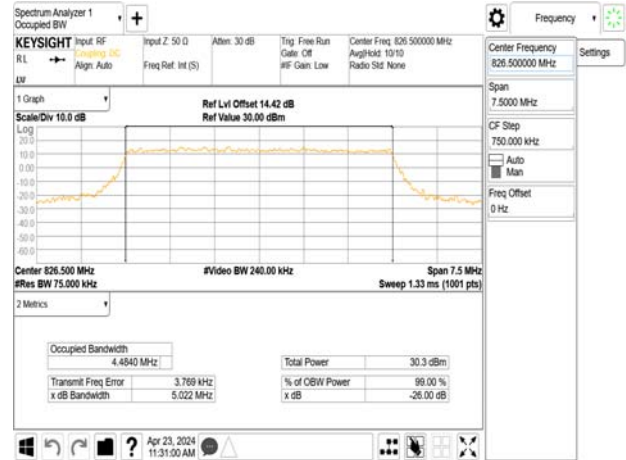 Spectrum Analyzer 1
Occupied BW
Frequency
KEYSIGHT
Input: RF
Input Z: 50 Ω
Atten: 30 dB
Trig: Free Run
Center Freq: 826.500000 MHz
RL
Coupling: DC
Gate: Off
Avg|Hold: 10/10
Align: Auto
Freq Ref: Int (S)
#IF Gain: Low
Radio Std: None
Center Frequency
826.500000 MHz
Settings
Span
7.5000 MHz
CF Step
750.000 kHz
Auto
Man
Freq Offset
0 Hz
1 Graph
Ref Lvl Offset 14.42 dB
Scale/Div 10.0 dB
Ref Value 30.00 dBm
Log
20.0
10.0
0.00
-10.0
-20.0
-30.0
-40.0
-50.0
-60.0
Center 826.500 MHz
#Video BW 240.00 kHz
Span 7.5 MHz
#Res BW 75.000 kHz
Sweep 1.33 ms (1001 pts)
2 Metrics
Occupied Bandwidth
4.4840 MHz
Total Power
30.3 dBm
Transmit Freq Error
3.769 kHz
% of OBW Power
99.00 %
x dB Bandwidth
5.022 MHz
x dB
-26.00 dB
?
Apr 23, 2024
11:31:00 AM